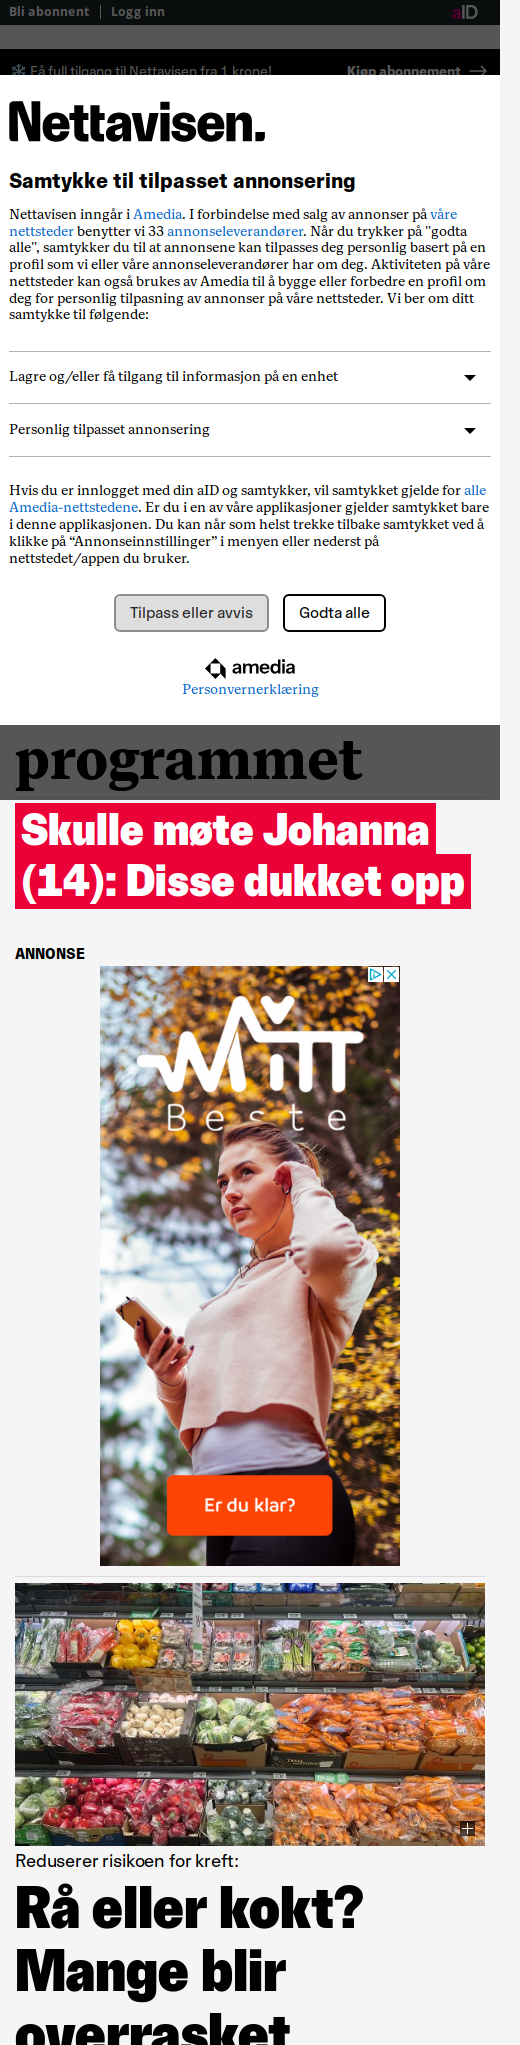 Bli abonnent | Logg inn
aID
Få full tilgang til Nettavisen fra 1 krone!
Kjøp abonnement →
Nettavisen.
Samtykke til tilpasset annonsering
Nettavisen inngår i Amedia. I forbindelse med salg av annonser på våre
nettsteder benytter vi 33 annonseleverandører. Når du trykker på "godta
alle", samtykker du til at annonsene kan tilpasses deg personlig basert på en
profil som vi eller våre annonseleverandører har om deg. Aktiviteten på våre
nettsteder kan også brukes av Amedia til å bygge eller forbedre en profil om
deg for personlig tilpasning av annonser på våre nettsteder. Vi ber om ditt
samtykke til følgende:
Lagre og/eller få tilgang til informasjon på en enhet
Personlig tilpasset annonsering
Hvis du er innlogget med din aID og samtykker, vil samtykket gjelde for alle
Amedia-nettstedene. Er du i en av våre applikasjoner gjelder samtykket bare
i denne applikasjonen. Du kan når som helst trekke tilbake samtykket ved å
klikke på “Annonseinnstillinger” i menyen eller nederst på
nettstedet/appen du bruker.
Tilpass eller avvis
Godta alle
amedia
Personvernerklæring
programmet
Skulle møte Johanna
(14): Disse dukket opp
ANNONSE
MITT
Beste
Er du klar?
Reduserer risikoen for kreft:
Rå eller kokt?
Mange blir
overrasket